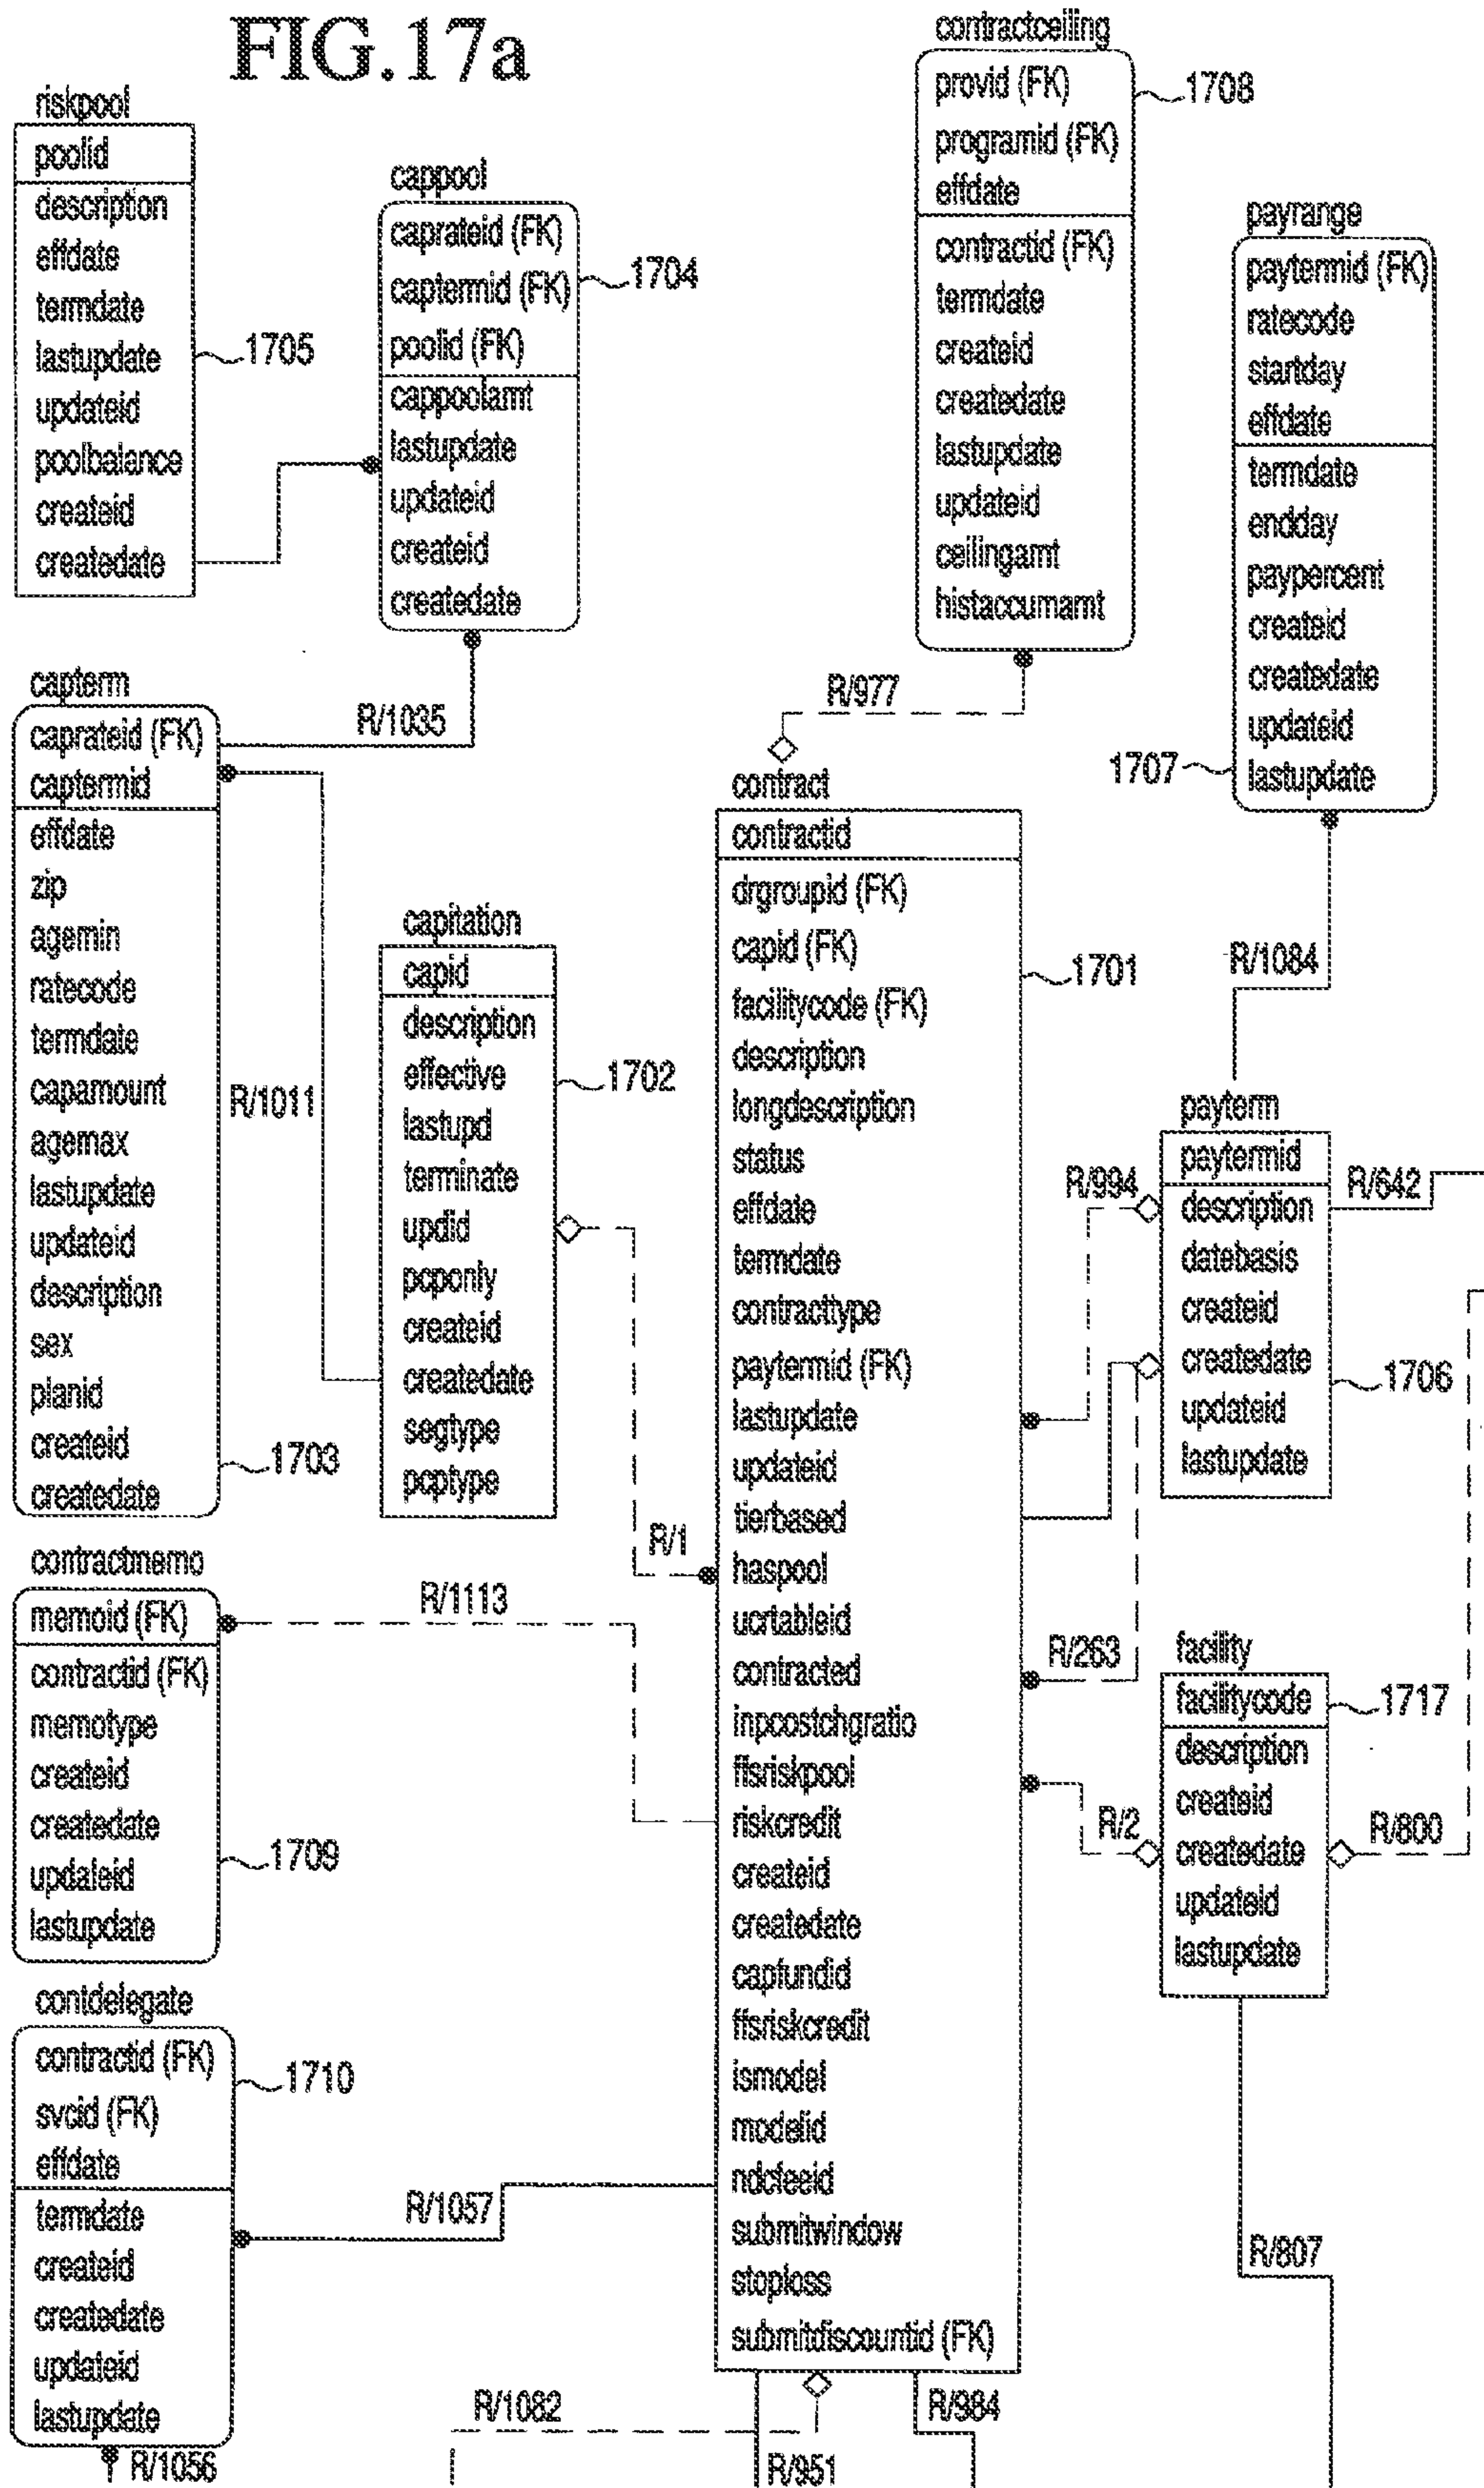 FIG.17a
riskpool
poolid
description
effdate
termdate
lastupdate
updateid
poolbalance
createid
createdate
1705
cappool
caprateid (FK)
captermid (FK)
poolid (FK)
cappoolamt
lastupdate
updateid
createid
createdate
1704
contractceiling
provid (FK)
programid (FK)
effdate
contractid (FK)
termdate
createid
createdate
lastupdate
updateid
ceilingamt
histaccumamt
1708
payrange
paytermid (FK)
ratecode
startday
effdate
termdate
endday
paypercent
createid
createdate
updateid
lastupdate
1707
R/1035
R/977
R/1084
capterm
caprateid (FK)
captermid
effdate
zip
agemin
ratecode
termdate
capamount
agemax
lastupdate
updateid
description
sex
planid
createid
createdate
1703
R/1011
capitation
capid
description
effective
lastupd
terminate
updid
pcponly
createid
createdate
segtype
pcptype
1702
R/1
contract
contractid
drgroupid (FK)
capid (FK)
facilitycode (FK)
description
longdescription
status
effdate
termdate
contracttype
paytermid (FK)
lastupdate
updateid
tierbased
haspool
ucrtableid
contracted
inpcostchgratio
ffsriskpool
riskcredit
createid
createdate
capfundid
ffsriskcredit
ismodel
modelid
ndcfeeid
submitwindow
stoploss
submitdiscountid (FK)
1701
payterm
paytermid
description
datebasis
createid
createdate
updateid
lastupdate
1706
R/994
R/642
R/263
facility
facilitycode
description
createid
createdate
updateid
lastupdate
1717
R/2
R/800
R/807
contractmemo
memoid (FK)
contractid (FK)
memotype
createid
createdate
updaleid
lastupdate
1709
R/1113
contdelegate
contractid (FK)
svcid (FK)
effdate
termdate
createid
createdate
updateid
lastupdate
1710
R/1057
R/1056
R/1082
R/951
R/984